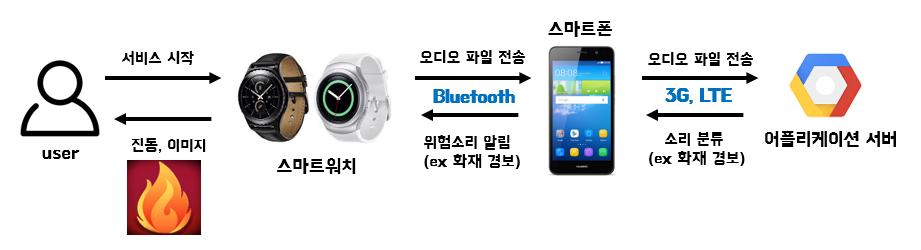 스마트폰
서비스 시작
오디오 파일 전송
오디오 파일 전송
Bluetooth
3G, LTE
08:08
user
진동, 이미지
스마트워치
위험소리 알림
(ex 화재 경보)
소리 분류
(ex 화재 경보)
어플리케이션 서버
HUAWEI